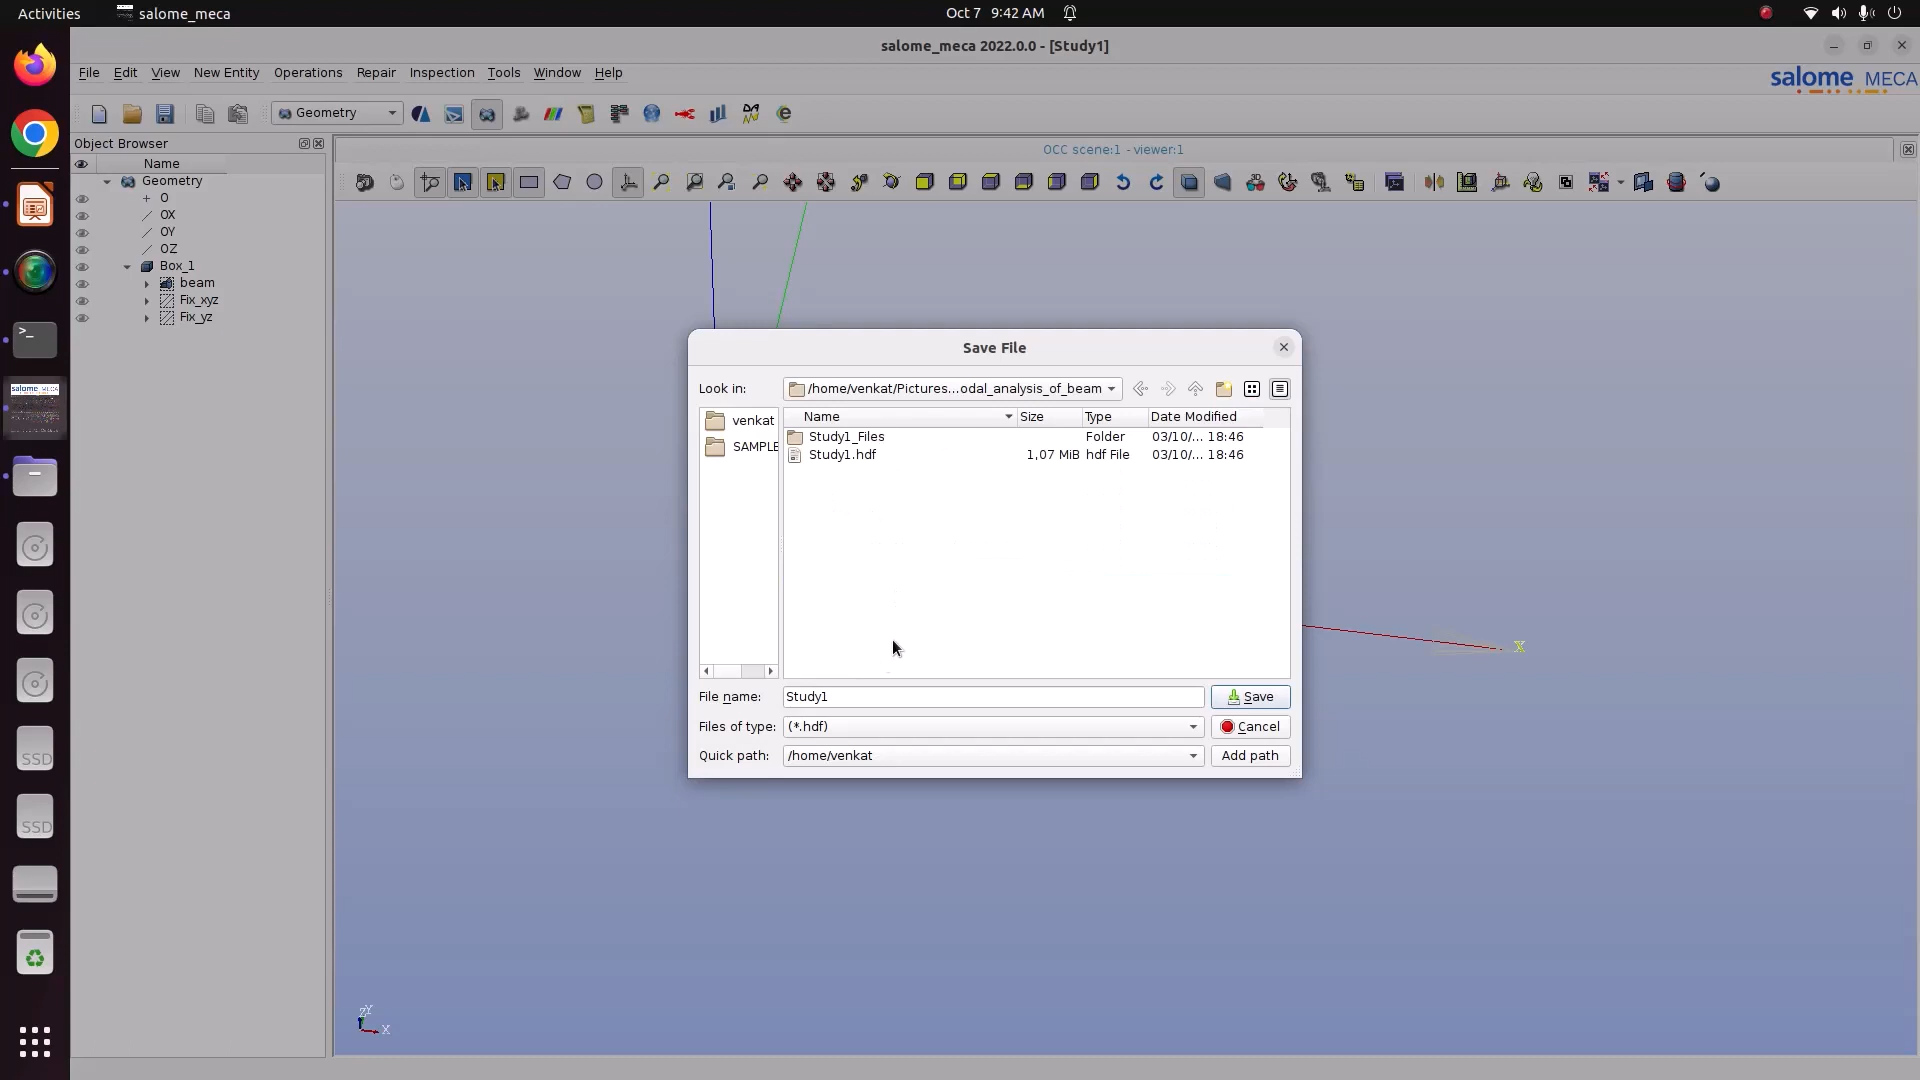 Activities
salome_meca
Oct 7 9:42 AM
salome_meca 2022.0.0 - [Study1]
File Edit View New Entity Operations Repair Inspection Tools Window Help
salome MECA
Geometry
Object Browser
OCC scene:1 - viewer:1
Name
Geometry
O
OX
OY
OZ
Box_1
beam
Fix_xyz
Fix_yz
Save File
Look in: /home/venkat/Pictures...odal_analysis_of_beam
venkat
SAMPLE
Name Size Type Date Modified
Study1_Files Folder 03/10/... 18:46
Study1.hdf 1,07 MiB hdf File 03/10/... 18:46
File name: Study1 Save
Files of type: (*.hdf) Cancel
Quick path: /home/venkat Add path
X
Z Y
X
salome MECA
SSD
SSD